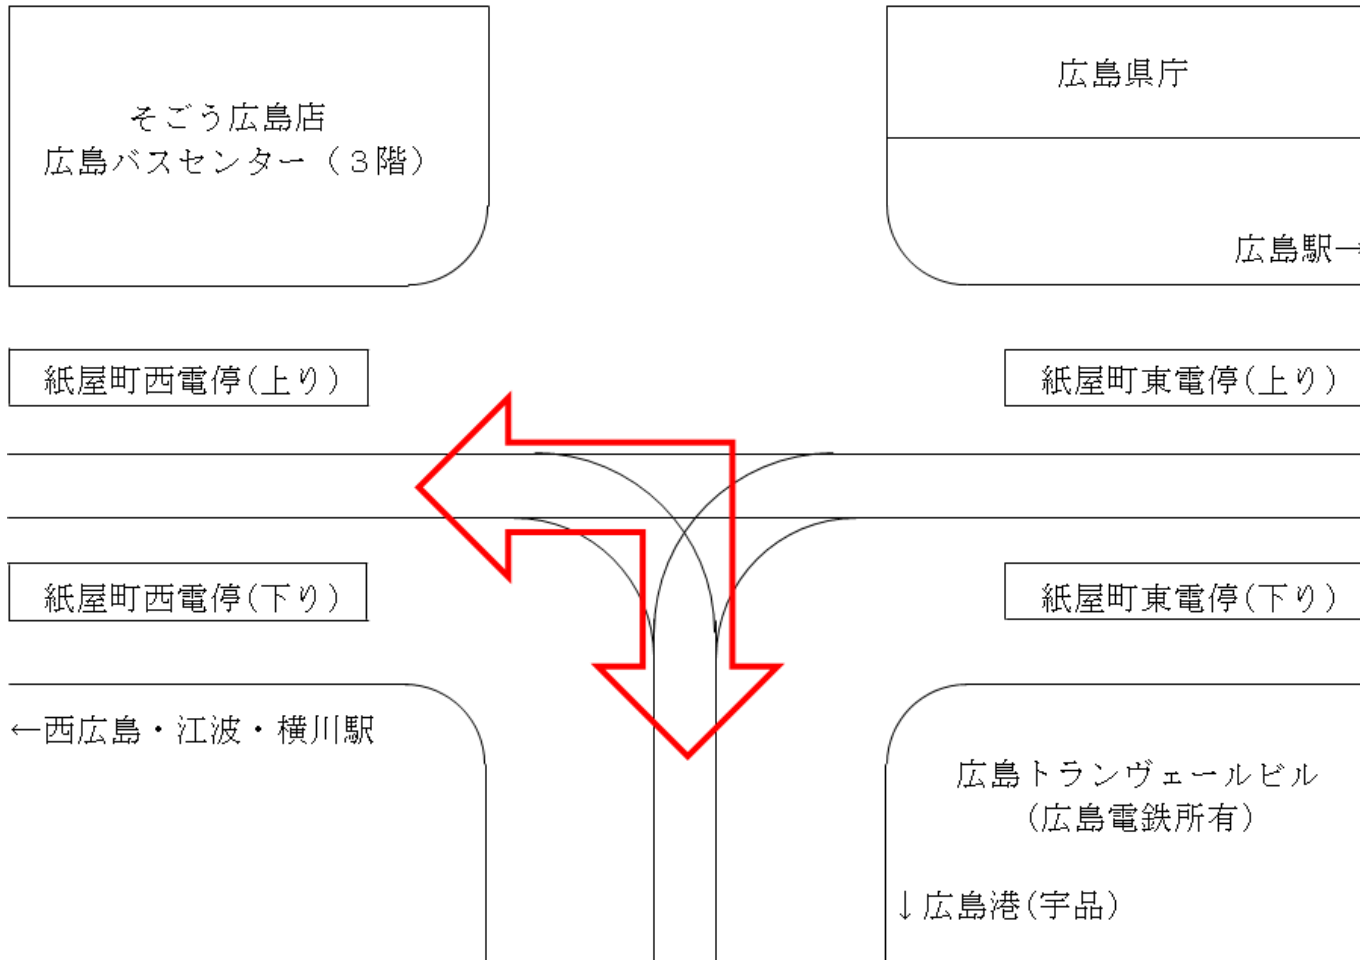 そごう広島店
広島バスセンター（３階）
広島県庁
広島駅→
紙屋町西電停(上り)
紙屋町東電停(上り)
紙屋町西電停(下り)
紙屋町東電停(下り)
←西広島・江波・横川駅
広島トランヴェールビル
(広島電鉄所有)
↓広島港(宇品)